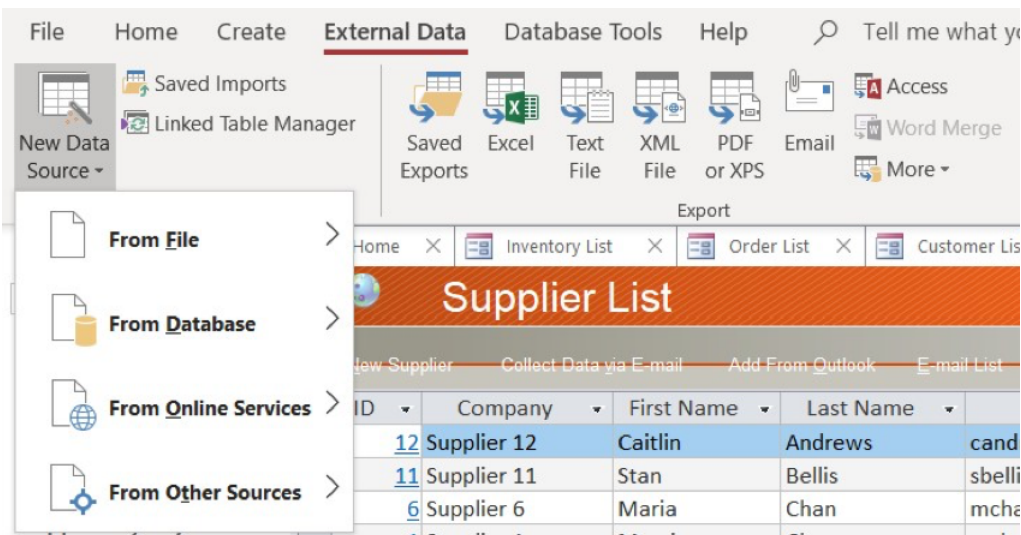 File Home Create External Data Database Tools Help Tell me what
New Data Source
Saved Imports
Linked Table Manager
Saved Exports
Excel
Text File
XML File
PDF or XPS
Email
Access
Word Merge
More
Export
From File
From Database
From Online Services
From Other Sources
Home Inventory List Order List Customer Lis
Supplier List
New Supplier Collect Data via E-mail Add From Outlook E-mail List
ID Company First Name Last Name
12 Supplier 12 Caitlin Andrews cand
11 Supplier 11 Stan Bellis sbelli
6 Supplier 6 Maria Chan mcha